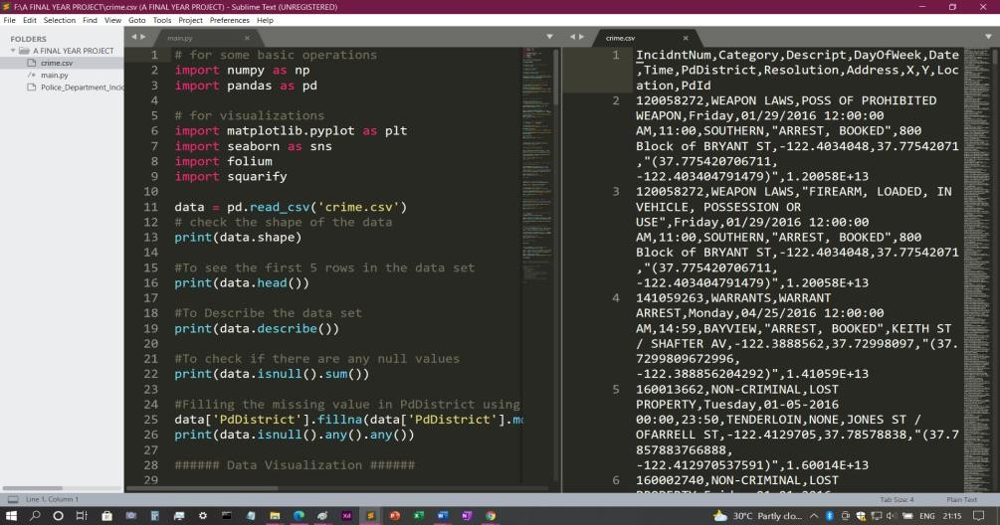 F:\A FINAL YEAR PROJECT\crime.csv (A FINAL YEAR PROJECT) - Sublime Text (UNREGISTERED)
File Edit Selection Find View Goto Tools Project Preferences Help
FOLDERS
A FINAL YEAR PROJECT
crime.csv
/* main.py
Police_Department_Incid
main.py
1 # for some basic operations
2 import numpy as np
3 import pandas as pd
4
5 # for visualizations
6 import matplotlib.pyplot as plt
7 import seaborn as sns
8 import folium
9 import squarify
10
11 data = pd.read_csv('crime.csv')
12 # check the shape of the data
13 print(data.shape)
14
15 #To see the first 5 rows in the data set
16 print(data.head())
17
18 #To Describe the data set
19 print(data.describe())
20
21 #To check if there are any null values
22 print(data.isnull().sum())
23
24 #Filling the missing value in PdDistrict using
25 data['PdDistrict'].fillna(data['PdDistrict'].mo
26 print(data.isnull().any().any())
27
28 ###### Data Visualization ######
29
crime.csv
1 IncidntNum,Category,Descript,DayOfWeek,Date
,Time,PdDistrict,Resolution,Address,X,Y,Loc
ation,PdId
2 120058272,WEAPON LAWS,POSS OF PROHIBITED
WEAPON,Friday,01/29/2016 12:00:00
AM,11:00,SOUTHERN,"ARREST, BOOKED",800
Block of BRYANT ST,-122.4034048,37.77542071
,"(37.775420706711,
-122.403404791479)",1.20058E+13
3 120058272,WEAPON LAWS,"FIREARM, LOADED, IN
VEHICLE, POSSESSION OR
USE",Friday,01/29/2016 12:00:00
AM,11:00,SOUTHERN,"ARREST, BOOKED",800
Block of BRYANT ST,-122.4034048,37.77542071
,"(37.775420706711,
-122.403404791479)",1.20058E+13
4 141059263,WARRANTS,WARRANT
ARREST,Monday,04/25/2016 12:00:00
AM,14:59,BAYVIEW,"ARREST, BOOKED",KEITH ST
/ SHAFTER AV,-122.3888562,37.72998097,"(37.
7299809672996,
-122.388856204292)",1.41059E+13
5 160013662,NON-CRIMINAL,LOST
PROPERTY,Tuesday,01-05-2016
00:00,23:50,TENDERLOIN,NONE,JONES ST /
OFARRELL ST,-122.4129705,37.78578838,"(37.7
857883766888,
-122.412970537591)",1.60014E+13
6 160002740,NON-CRIMINAL,LOST
PROPERTY,Friday,01-01-2016
Line 1, Column 1
Tab Size: 4
Plain Text
30°C Partly clo...
ENG
21:15